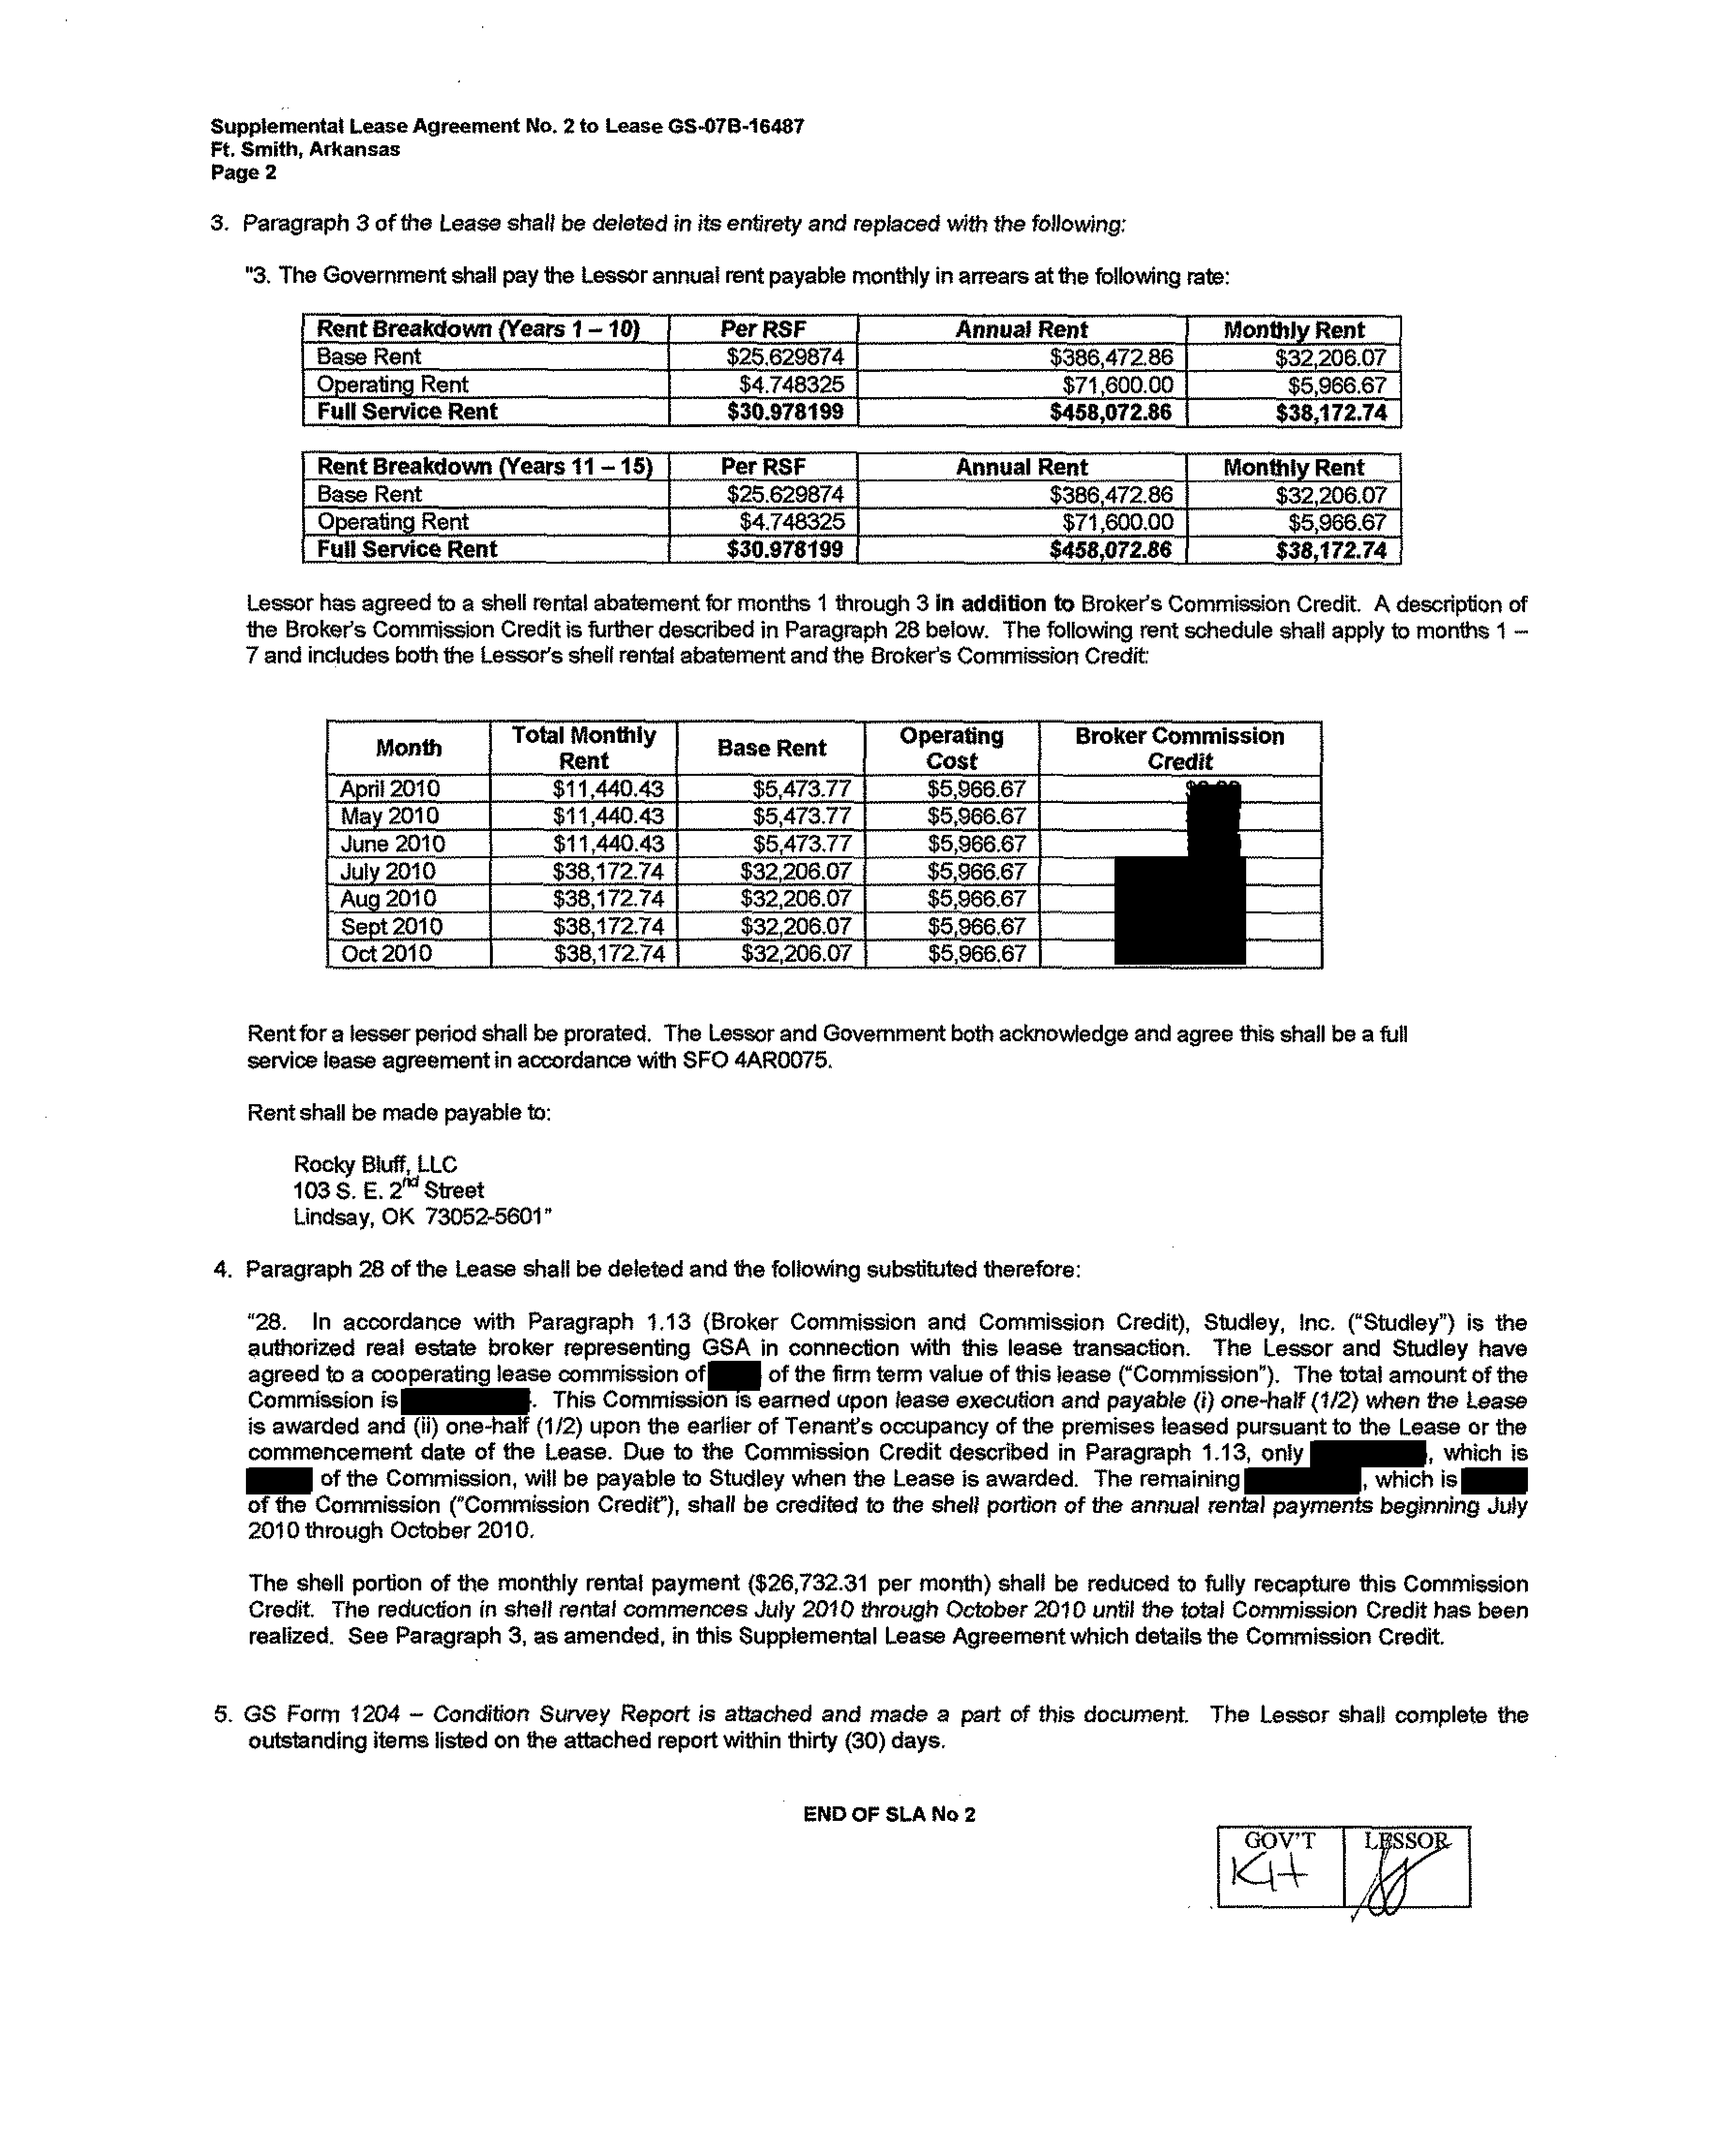 Supplemental Lease Agreement No. 2 to Lease GS-07B-16487
Ft. Smith, Arkansas
Page 2
3. Paragraph 3 of the Lease shall be deleted in its entirety and replaced with the following:
"3. The Government shall pay the Lessor annual rent payable monthly in arrears at the following rate:
Rent Breakdown (Years 1 – 10) Per RSF Annual Rent Monthly Rent
Base Rent $25.629874 $386,472.86 $32,206.07
Operating Rent $4.748325 $71,600.00 $5,966.67
Full Service Rent $30.978199 $458,072.86 $38,172.74
Rent Breakdown (Years 11 – 15) Per RSF Annual Rent Monthly Rent
Base Rent $25.629874 $386,472.86 $32,206.07
Operating Rent $4.748325 $71,600.00 $5,966.67
Full Service Rent $30.978199 $458,072.86 $38,172.74
Lessor has agreed to a shell rental abatement for months 1 through 3 in addition to Broker's Commission Credit. A description of
the Broker's Commission Credit is further described in Paragraph 28 below. The following rent schedule shall apply to months 1 –
7 and includes both the Lessor's shell rental abatement and the Broker's Commission Credit:
Month Total Monthly Rent Base Rent Operating Cost Broker Commission Credit
April 2010 $11,440.43 $5,473.77 $5,966.67
May 2010 $11,440.43 $5,473.77 $5,966.67
June 2010 $11,440.43 $5,473.77 $5,966.67
July 2010 $38,172.74 $32,206.07 $5,966.67
Aug 2010 $38,172.74 $32,206.07 $5,966.67
Sept 2010 $38,172.74 $32,206.07 $5,966.67
Oct 2010 $38,172.74 $32,206.07 $5,966.67
Rent for a lesser period shall be prorated. The Lessor and Government both acknowledge and agree this shall be a full
service lease agreement in accordance with SFO 4AR0075.
Rent shall be made payable to:
Rocky Bluff, LLC
103 S. E. 2nd Street
Lindsay, OK 73052-5601"
4. Paragraph 28 of the Lease shall be deleted and the following substituted therefore:
"28. In accordance with Paragraph 1.13 (Broker Commission and Commission Credit), Studley, Inc. ("Studley") is the
authorized real estate broker representing GSA in connection with this lease transaction. The Lessor and Studley have
agreed to a cooperating lease commission of of the firm term value of this lease ("Commission"). The total amount of the
Commission is . This Commission is earned upon lease execution and payable (i) one-half (1/2) when the Lease
is awarded and (ii) one-half (1/2) upon the earlier of Tenant's occupancy of the premises leased pursuant to the Lease or the
commencement date of the Lease. Due to the Commission Credit described in Paragraph 1.13, only , which is
of the Commission, will be payable to Studley when the Lease is awarded. The remaining , which is
of the Commission ("Commission Credit"), shall be credited to the shell portion of the annual rental payments beginning July
2010 through October 2010.
The shell portion of the monthly rental payment ($26,732.31 per month) shall be reduced to fully recapture this Commission
Credit. The reduction in shell rental commences July 2010 through October 2010 until the total Commission Credit has been
realized. See Paragraph 3, as amended, in this Supplemental Lease Agreement which details the Commission Credit.
5. GS Form 1204 – Condition Survey Report is attached and made a part of this document. The Lessor shall complete the
outstanding items listed on the attached report within thirty (30) days.
END OF SLA No 2
GOV'T LESSOR
KH